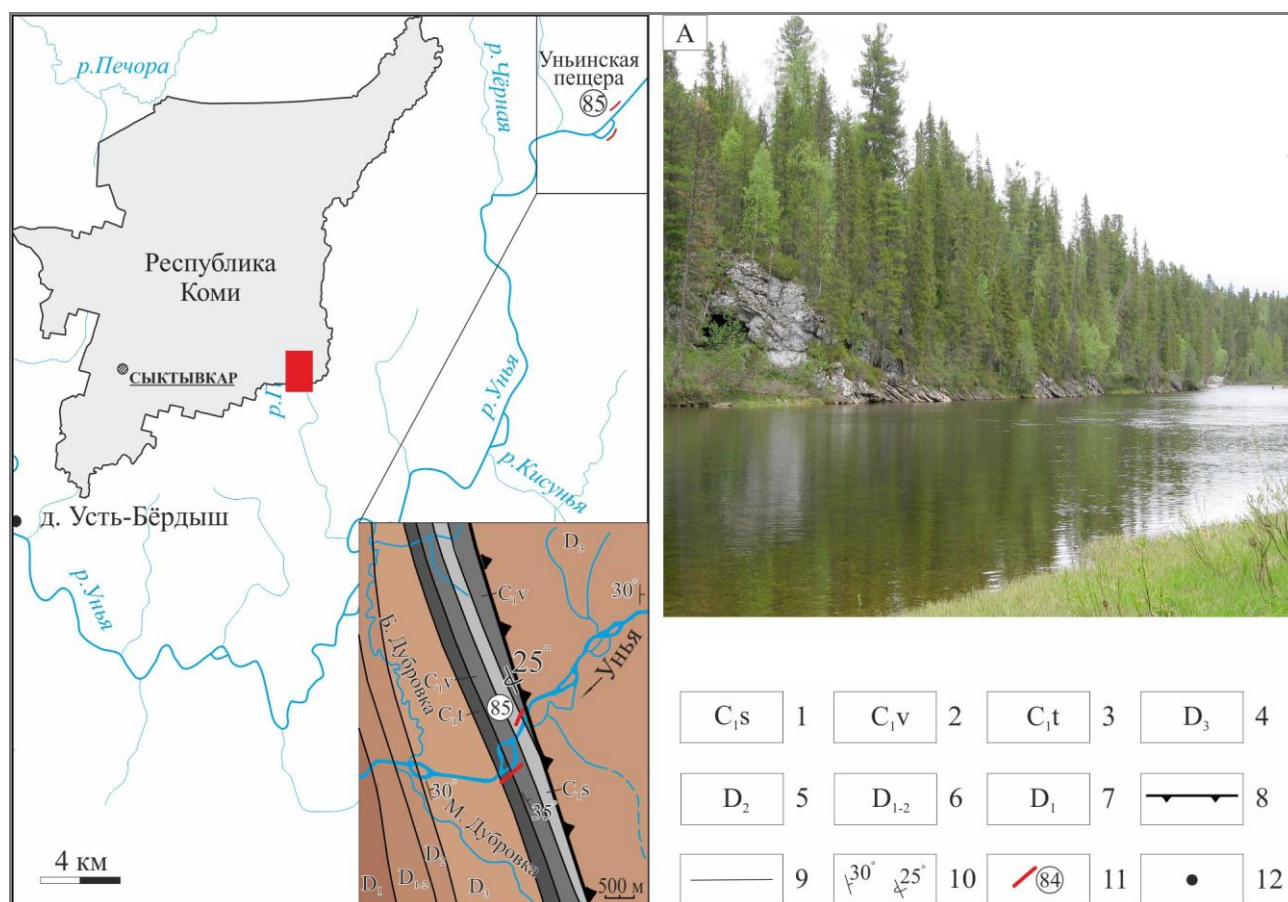 р.Печора
р.Чёрная
Уньинская
пещера
85
Республика
Коми
СЫКТЫВКАР
р.П
р.Унья
р.Кисунья
д. Усть-Бёрдыш
р.Унья
4 км
D₃
30°
C₁v
Б. Дубровка
25°
Унья
C₁v
C₁t
85
30°
35°
C₁s
М. Дубровка
D₂
D₁
D₁₋₂
D₃
500 м
А
C₁s 1
C₁v 2
C₁t 3
D₃ 4
D₂ 5
D₁₋₂ 6
D₁ 7
8
9
30° 25° 10
84 11
12